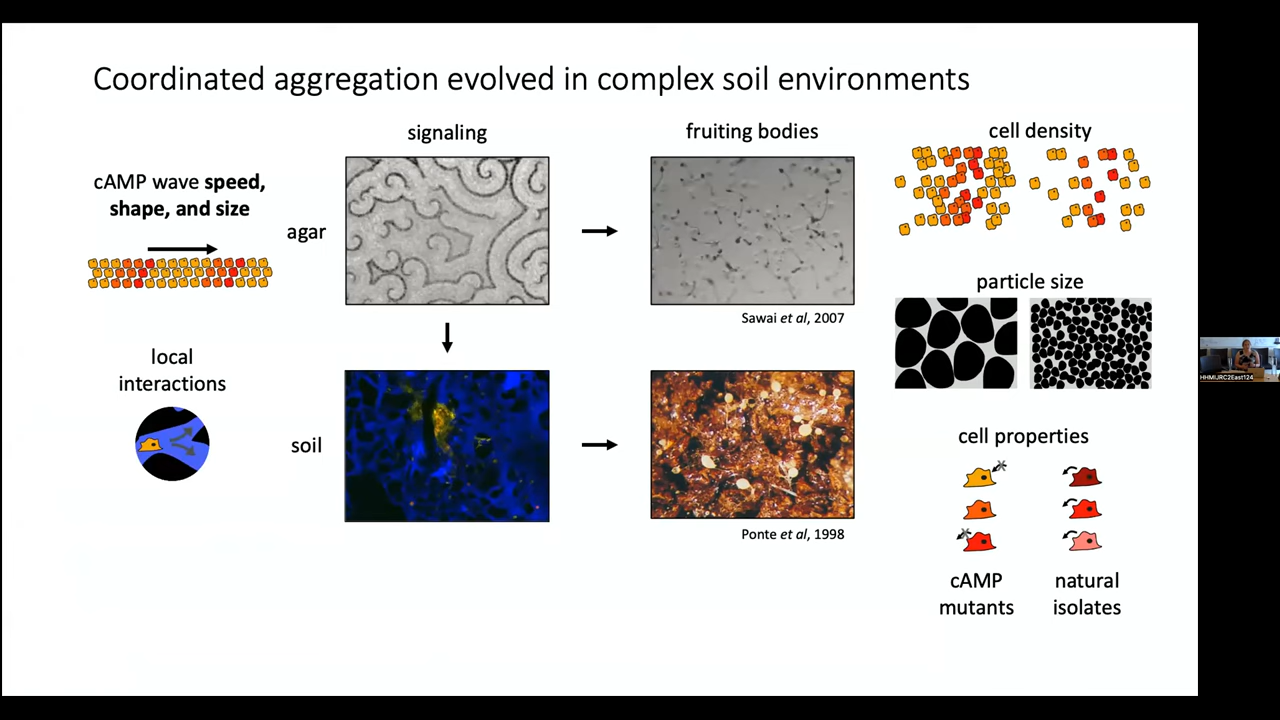 Coordinated aggregation evolved in complex soil environments
signaling
fruiting bodies
cell density
cAMP wave speed,
shape, and size
agar
Sawai et al, 2007
particle size
local
interactions
soil
Ponte et al, 1998
cell properties
cAMP
mutants
natural
isolates
HHMIJRC2East124